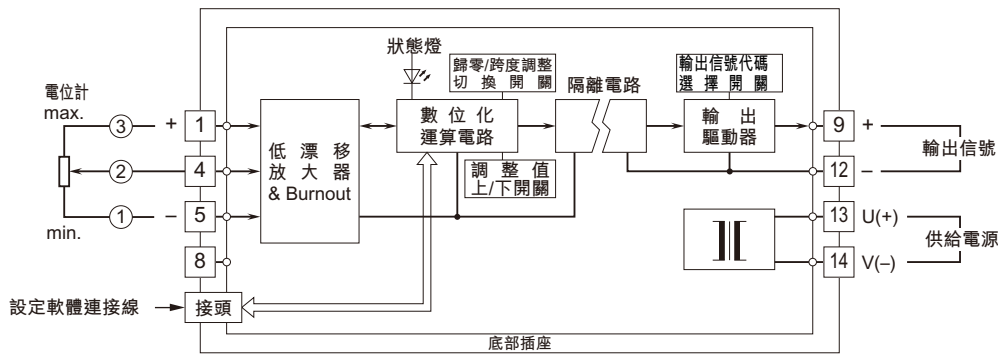 狀態燈
歸零/跨度調整
切換開關
輸出信號代碼
選擇開關
隔離電路
電位計
max.
③
+
1
數位化
運算電路
輸出
驅動器
9
+
低漂移
放大器
& Burnout
②
4
輸出信號
調整值
上/下開關
12
–
①
–
5
min.
13
U(+)
供給電源
8
14
V(–)
設定軟體連接線
接頭
底部插座